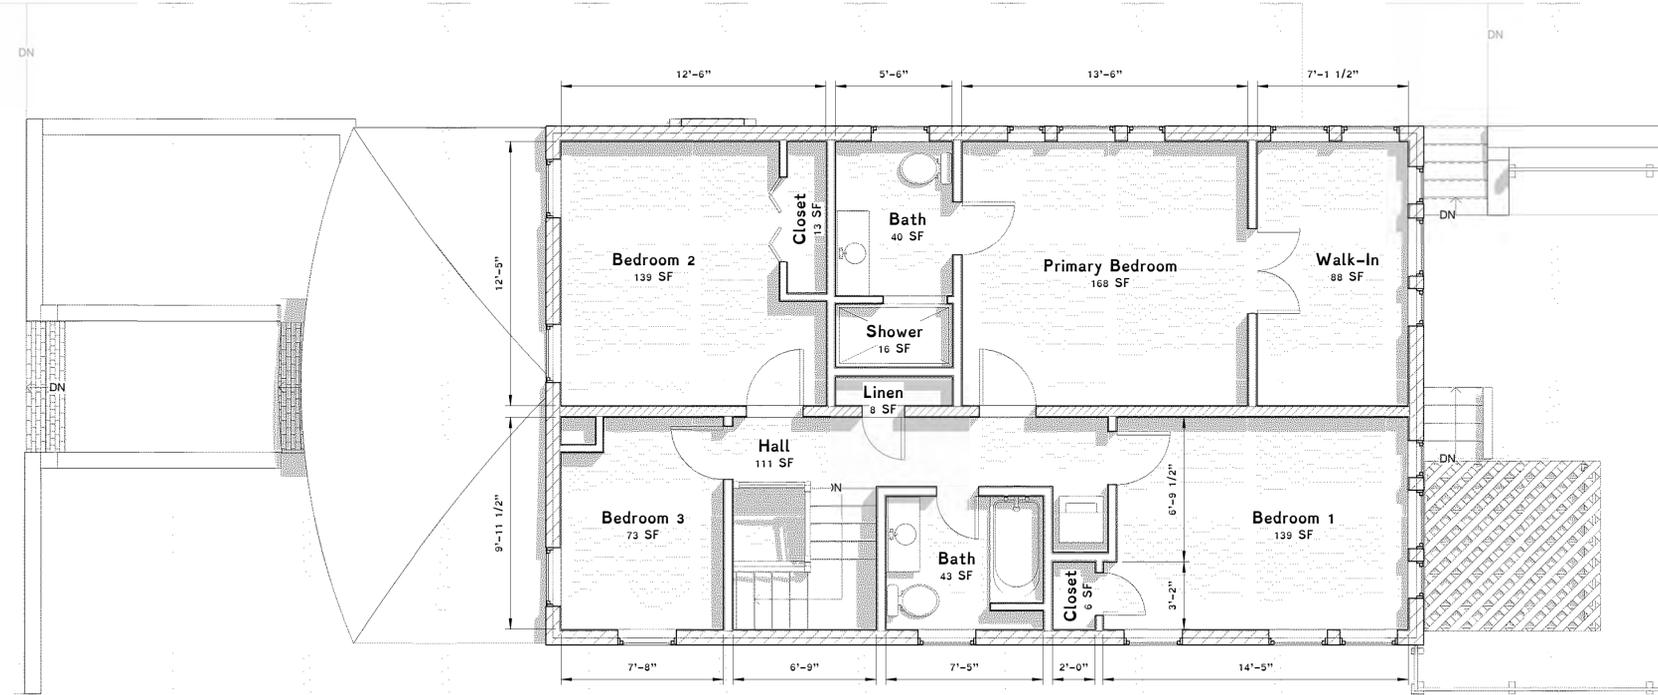 DN
DN
12'-6"
5'-6"
13'-6"
7'-1 1/2"
12'-5"
Bedroom 2
139 SF
Closet
13 SF
Bath
40 SF
Primary Bedroom
168 SF
Walk-In
88 SF
DN
Shower
16 SF
DN
Linen
8 SF
Hall
111 SF
DN
9'-11 1/2"
6'-9 1/2"
Bedroom 3
73 SF
Bedroom 1
139 SF
Bath
43 SF
Closet
6 SF
3'-2"
7'-8"
6'-9"
7'-5"
2'-0"
14'-5"